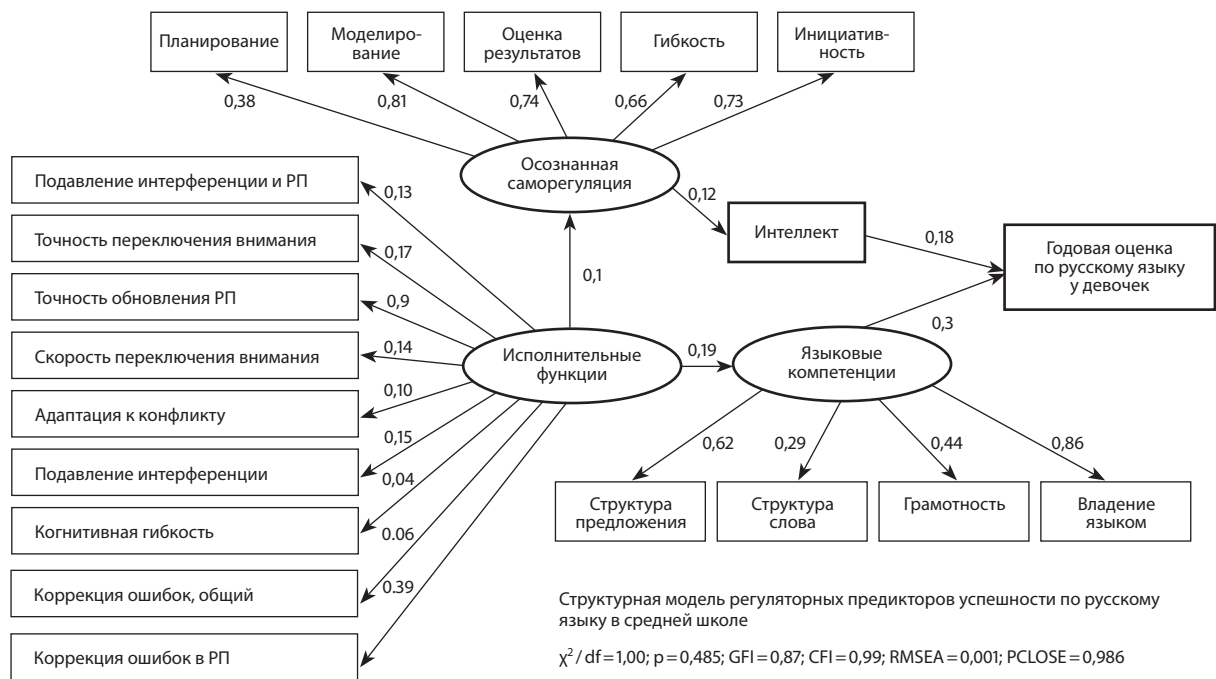 Планирование
Моделиро-
вание
Оценка
результатов
Гибкость
Инициатив-
ность
0,38
0,81
0,74
0,66
0,73
Осознанная
саморегуляция
Подавление интерференции и РП
0,13
0,12
Интеллект
0,18
Годовая оценка
по русскому языку
у девочек
Точность переключения внимания
0,17
0,1
Точность обновления РП
0,9
0,3
Скорость переключения внимания
0,14
Исполнительные
функции
0,19
Языковые
компетенции
Адаптация к конфликту
0,10
0,15
Подавление интерференции
0,04
0,62
0,29
0,44
0,86
Когнитивная гибкость
0.06
Структура
предложения
Структура
слова
Грамотность
Владение
языком
Коррекция ошибок, общий
0.39
Коррекция ошибок в РП
Структурная модель регуляторных предикторов успешности по русскому
языку в средней школе
χ² / df = 1,00; p = 0,485; GFI = 0,87; CFI = 0,99; RMSEA = 0,001; PCLOSE = 0,986